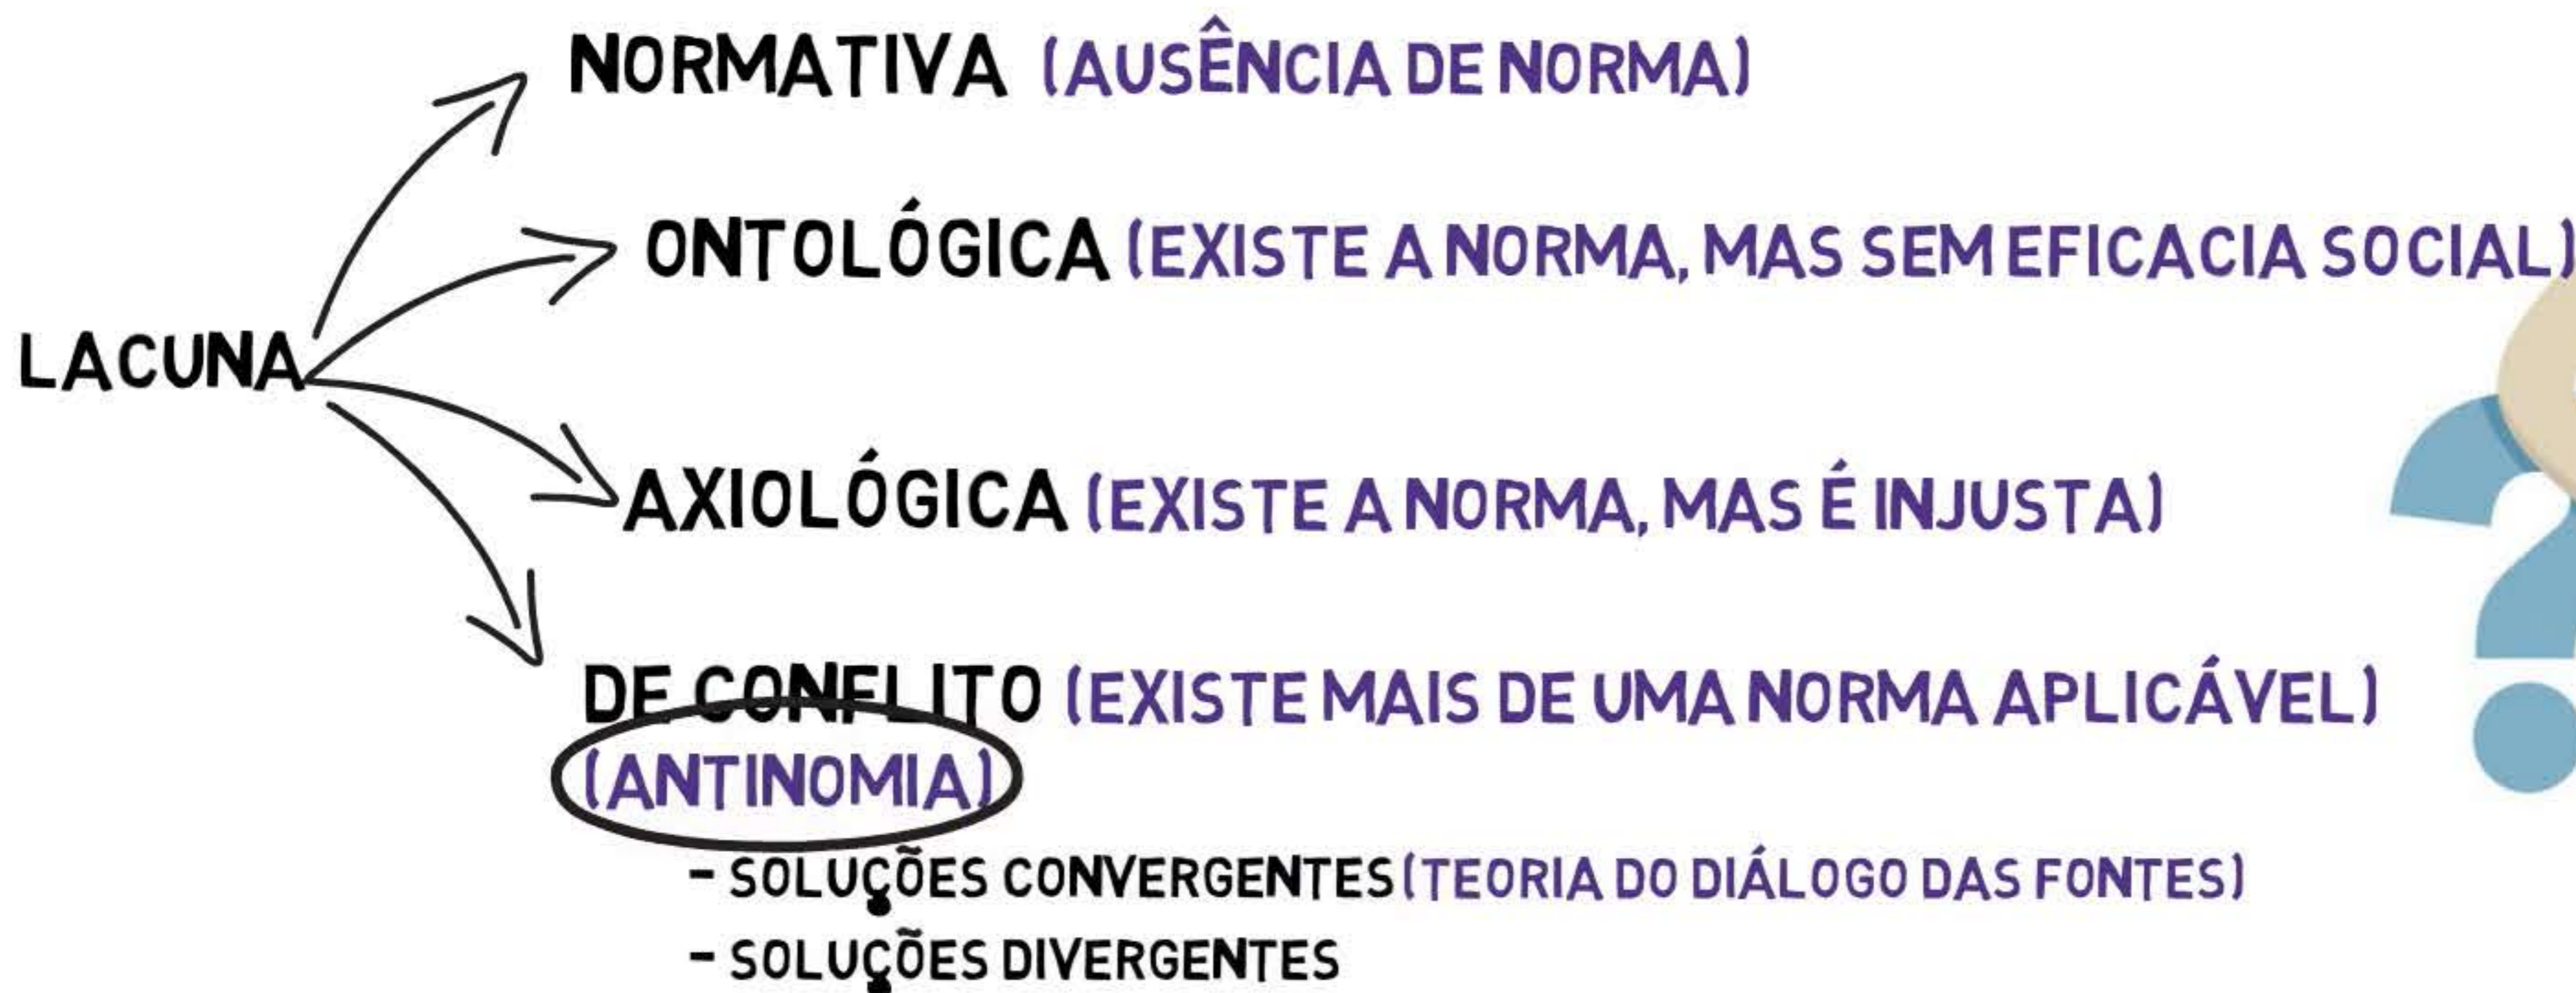 NORMATIVA (AUSÊNCIA DE NORMA)
ONTOLÓGICA (EXISTE A NORMA, MAS SEM EFICACIA SOCIAL)
LACUNA
AXIOLÓGICA (EXISTE A NORMA, MAS É INJUSTA)
DE CONFLITO (EXISTE MAIS DE UMA NORMA APLICÁVEL)
(ANTINOMIA)
- SOLUÇÕES CONVERGENTES (TEORIA DO DIÁLOGO DAS FONTES)
- SOLUÇÕES DIVERGENTES